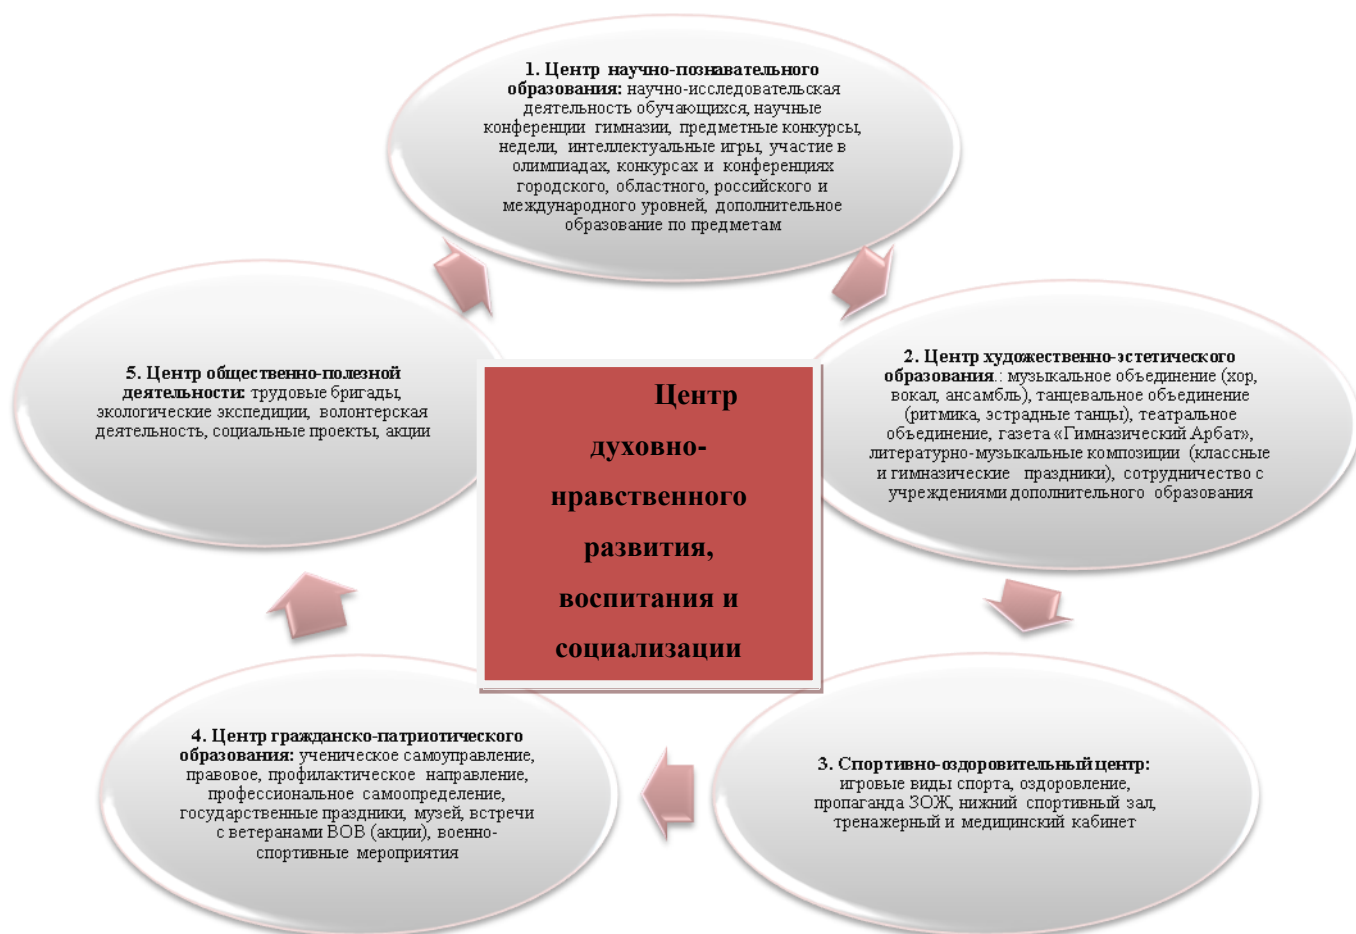 1. Центр научно-познавательного
образования: научно-исследовательская
деятельность обучающихся, научные
конференции гимназии, предметные конкурсы,
недели, интеллектуальные игры, участие в
олимпиадах, конкурсах и конференциях
городского, областного, российского и
международного уровней, дополнительное
образование по предметам
2. Центр художественно-эстетического
образования.: музыкальное объединение (хор,
вокал, ансамбль), танцевальное объединение
(ритмика, эстрадные танцы), театральное
объединение, газета «Гимназический Арбат»,
литературно-музыкальные композиции (классные
и гимназические праздники), сотрудничество с
учреждениями дополнительного образования
3. Спортивно-оздоровительный центр:
игровые виды спорта, оздоровление,
пропаганда ЗОЖ, нижний спортивный зал,
тренажерный и медицинский кабинет
4. Центр гражданско-патриотического
образования: ученическое самоуправление,
правовое, профилактическое направление,
профессиональное самоопределение,
государственные праздники, музей, встречи
с ветеранами ВОВ (акции), военно-
спортивные мероприятия
5. Центр общественно-полезной
деятельности: трудовые бригады,
экологические экспедиции, волонтерская
деятельность, социальные проекты, акции
Центр
духовно-
нравственного
развития,
воспитания и
социализации